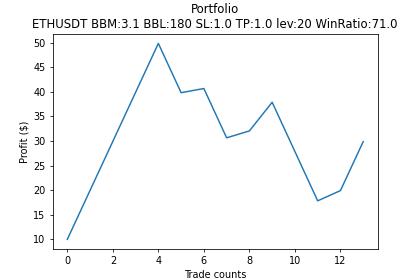 Portfolio
ETHUSDT BBM:3.1 BBL:180 SL:1.0 TP:1.0 lev:20 WinRatio:71.0
50
45
40
35
30
25
20
15
10
Profit ($)
0 2 4 6 8 10 12
Trade counts